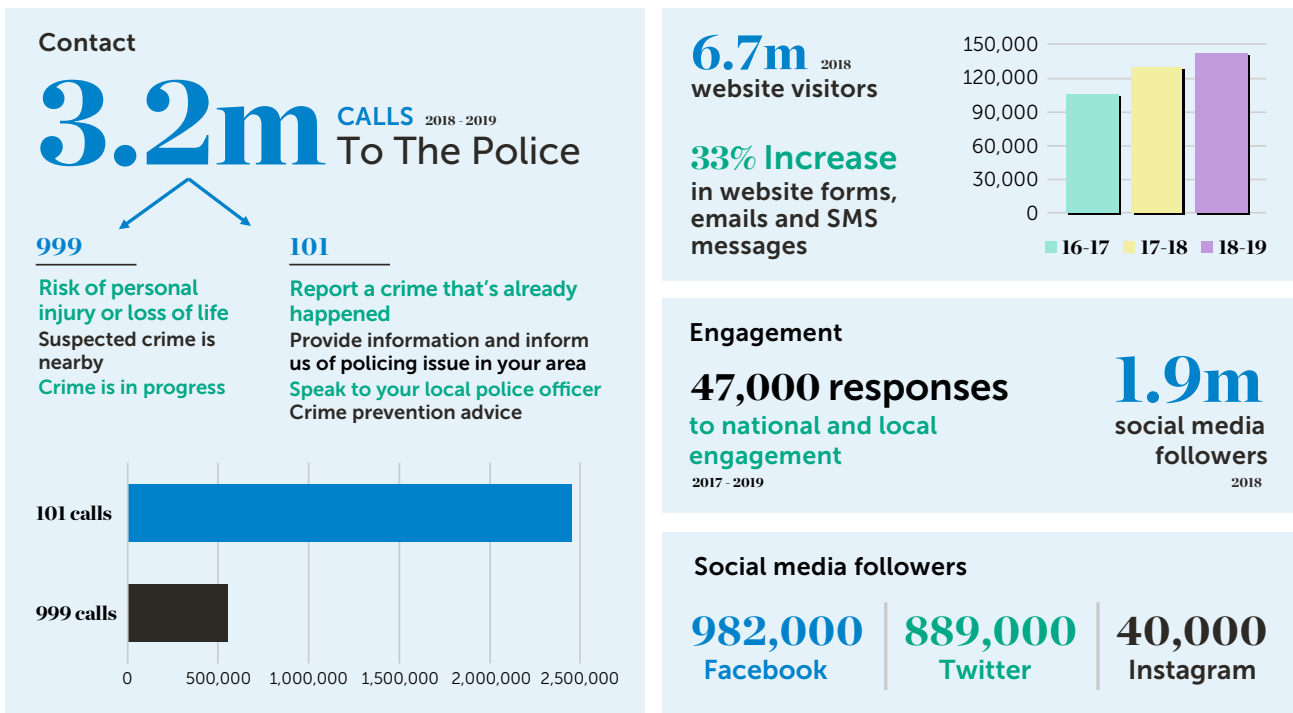 Contact
3.2m CALLS 2018 - 2019
To The Police
999
Risk of personal
injury or loss of life
Suspected crime is
nearby
Crime is in progress
101
Report a crime that's already
happened
Provide information and inform
us of policing issue in your area
Speak to your local police officer
Crime prevention advice
101 calls
999 calls
0 500,000 1,000,000 1,500,000 2,000,000 2,500,000
6.7m 2018
website visitors
33% Increase
in website forms,
emails and SMS
messages
150,000
120,000
90,000
60,000
30,000
0
16-17 17-18 18-19
Engagement
47,000 responses
to national and local
engagement
2017 - 2019
1.9m
social media
followers
2018
Social media followers
982,000
Facebook
889,000
Twitter
40,000
Instagram